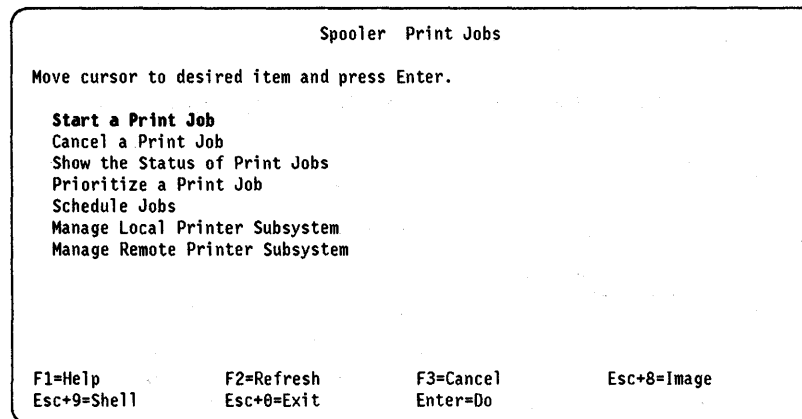 Spooler Print Jobs
Move cursor to desired item and press Enter.
Start a Print Job
Cancel a Print Job
Show the Status of Print Jobs
Prioritize a Print Job
Schedule Jobs
Manage Local Printer Subsystem
Manage Remote Printer Subsystem
F1=Help F2=Refresh F3=Cancel Esc+8=Image
Esc+9=Shell Esc+0=Exit Enter=Do